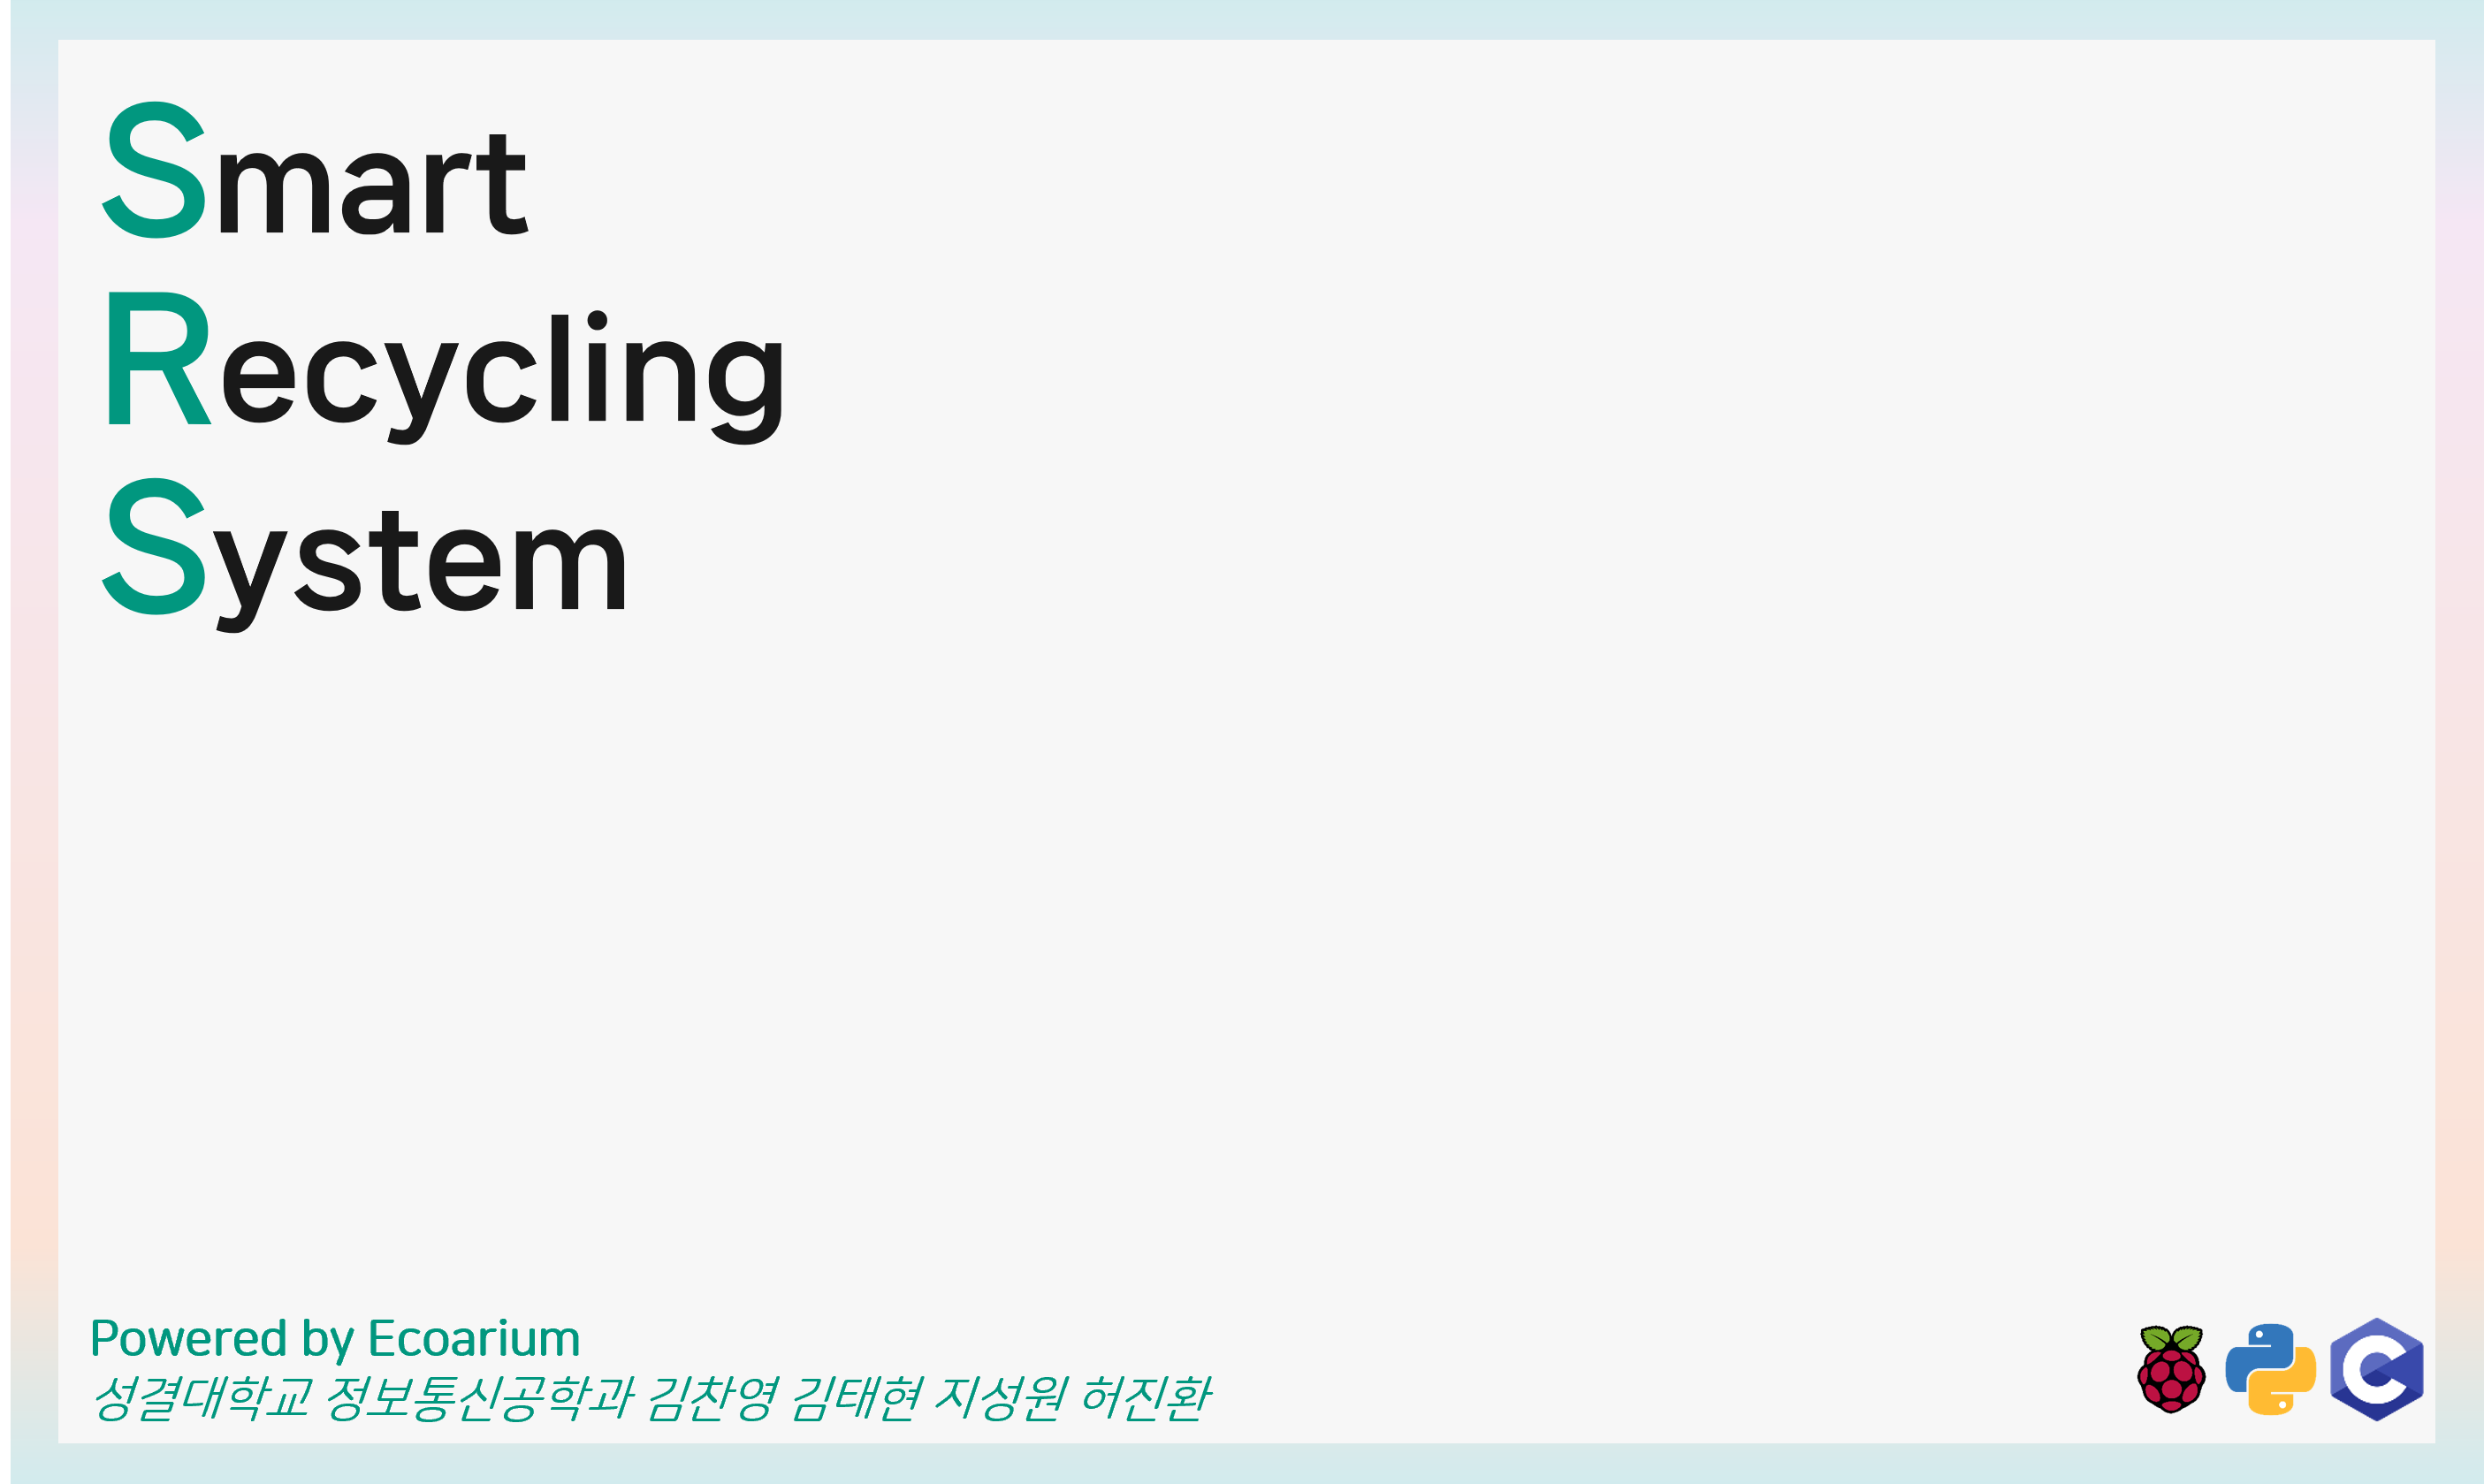 Smart
Recycling
System
Powered by Ecoarium
성결대학교 정보통신공학과 김찬영 김태현 지성원 허진환
C